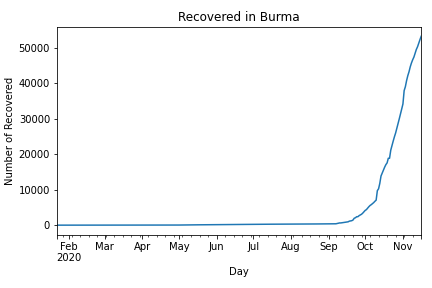 Recovered in Burma
Number of Recovered
50000
40000
30000
20000
10000
0
Feb Mar Apr May Jun Jul Aug Sep Oct Nov
2020
Day